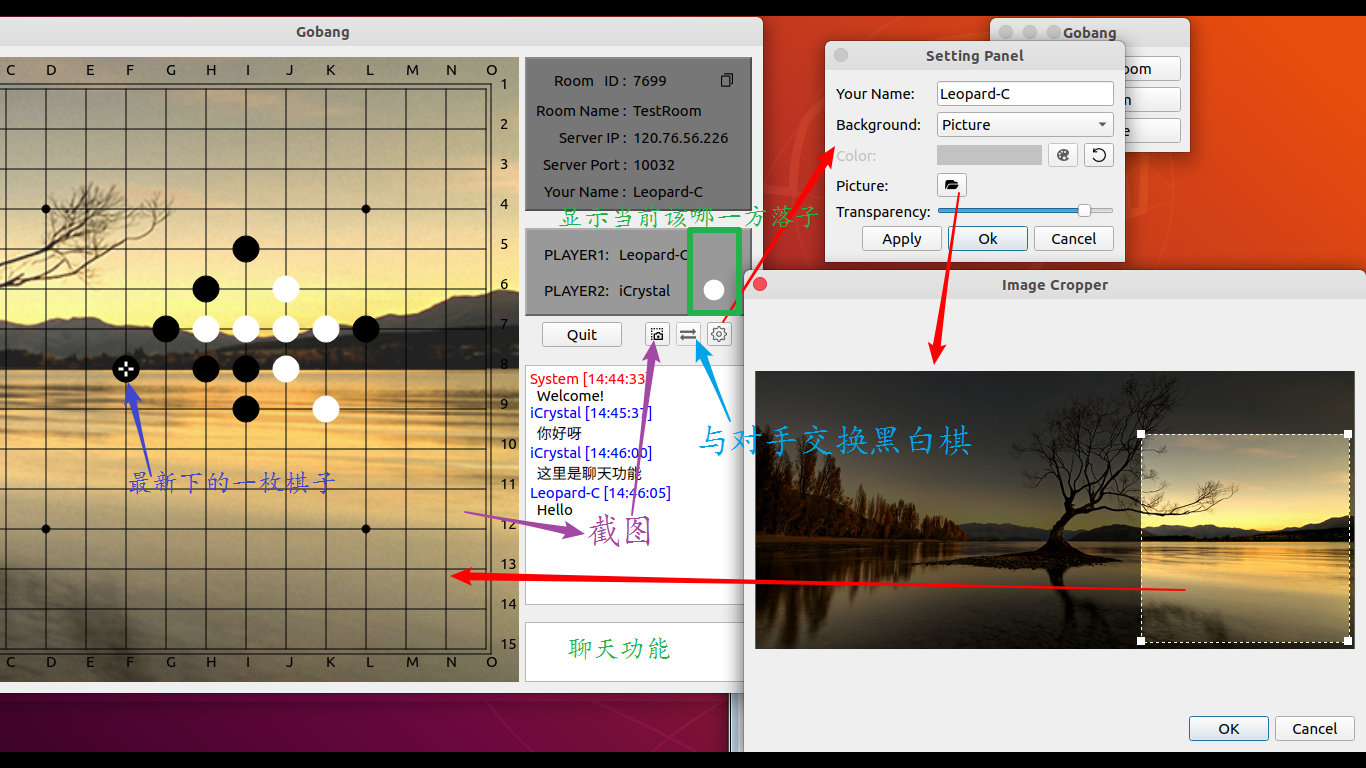 Gobang
C D E F G H I J K L M N O
1
2
3
4
5
6
7
8
9
10
11
12
13
14
15
C D E F G H I J K L M N O
Room ID : 7699
Room Name : TestRoom
Server IP : 120.76.56.226
Server Port : 10032
Your Name : Leopard-C
显示当前该哪一方落子
PLAYER1: Leopard-C
PLAYER2: iCrystal
Quit
System [14:44:33]
Welcome!
iCrystal [14:45:37]
你好呀
iCrystal [14:46:00]
这里是聊天功能
Leopard-C [14:46:05]
Hello
与对手交换黑白棋
最新下的一枚棋子
截图
聊天功能
Gobang
oom
m
e
Setting Panel
Your Name: Leopard-C
Background: Picture
Color:
Picture:
Transparency:
Apply Ok Cancel
Image Cropper
OK Cancel